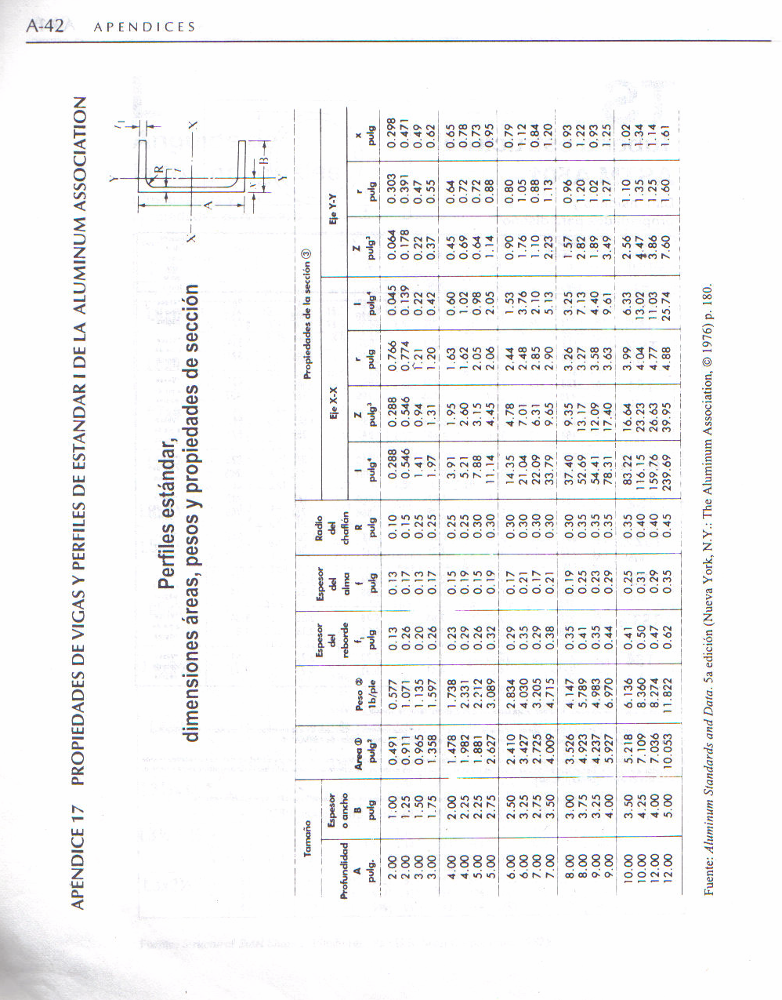 A-42 APENDICES
APENDICE 17 PROPIEDADES DE VIGAS Y PERFILES DE ESTANDAR I DE LA ALUMINUM ASSOCIATION
Perfiles estándar,
dimensiones áreas, pesos y propiedades de sección
Y
R
X
X
A
B
Y
Tamaño
Propiedades de la sección ③
Profundidad A pulg.
Espesor o ancho B pulg
Area ① pulg²
Peso ② 1b/pie
Espesor del reborde f₁ pulg
Espesor del alma f pulg
Radio del chaflán R pulg
Eje X-X
I pulg⁴
Z pulg³
r pulg
Eje Y-Y
I pulg⁴
Z pulg³
r pulg
x pulg
2.00 1.00 0.491 0.577 0.13 0.13 0.10 0.288 0.288 0.766 0.045 0.064 0.303 0.298
2.00 1.25 0.911 1.071 0.26 0.17 0.15 0.546 0.546 0.774 0.139 0.178 0.391 0.471
3.00 1.50 0.965 1.135 0.20 0.13 0.25 1.41 0.94 1.21 0.22 0.22 0.47 0.49
3.00 1.75 1.358 1.597 0.26 0.17 0.25 1.97 1.31 1.20 0.42 0.37 0.55 0.62
4.00 2.00 1.478 1.738 0.23 0.15 0.25 3.91 1.95 1.63 0.60 0.45 0.64 0.65
4.00 2.25 1.982 2.331 0.29 0.19 0.25 5.21 2.60 1.62 1.02 0.69 0.72 0.78
5.00 2.25 1.881 2.212 0.26 0.15 0.30 7.88 3.15 2.05 0.98 0.64 0.72 0.73
5.00 2.75 2.627 3.089 0.32 0.19 0.30 11.14 4.45 2.06 2.05 1.14 0.88 0.95
6.00 2.50 2.410 2.834 0.29 0.17 0.30 14.35 4.78 2.44 1.53 0.90 0.80 0.79
6.00 3.25 3.427 4.030 0.35 0.21 0.30 21.04 7.01 2.48 3.76 1.76 1.05 1.12
7.00 2.75 2.725 3.205 0.29 0.17 0.30 22.09 6.31 2.85 2.10 1.10 0.88 0.84
7.00 3.50 4.009 4.715 0.38 0.21 0.30 33.79 9.65 2.90 5.13 2.23 1.13 1.20
8.00 3.00 3.526 4.147 0.35 0.19 0.30 37.40 9.35 3.26 3.25 1.57 0.96 0.93
8.00 3.75 4.923 5.789 0.41 0.25 0.35 52.69 13.17 3.27 7.13 2.82 1.20 1.22
9.00 3.25 4.237 4.983 0.35 0.23 0.35 54.41 12.09 3.58 4.40 1.89 1.02 0.93
9.00 4.00 5.927 6.970 0.44 0.29 0.35 78.31 17.40 3.63 9.61 3.49 1.27 1.25
10.00 3.50 5.218 6.136 0.41 0.25 0.35 83.22 16.64 3.99 6.33 2.56 1.10 1.02
10.00 4.25 7.109 8.360 0.50 0.31 0.40 116.15 23.23 4.04 13.02 4.47 1.35 1.34
12.00 4.00 7.036 8.274 0.47 0.29 0.40 159.76 26.63 4.77 11.03 3.86 1.25 1.14
12.00 5.00 10.053 11.822 0.62 0.35 0.45 239.69 39.95 4.88 25.74 7.60 1.60 1.61
Fuente: Aluminum Standards and Data. 5a edición (Nueva York, N.Y.: The Aluminum Association, © 1976) p. 180.